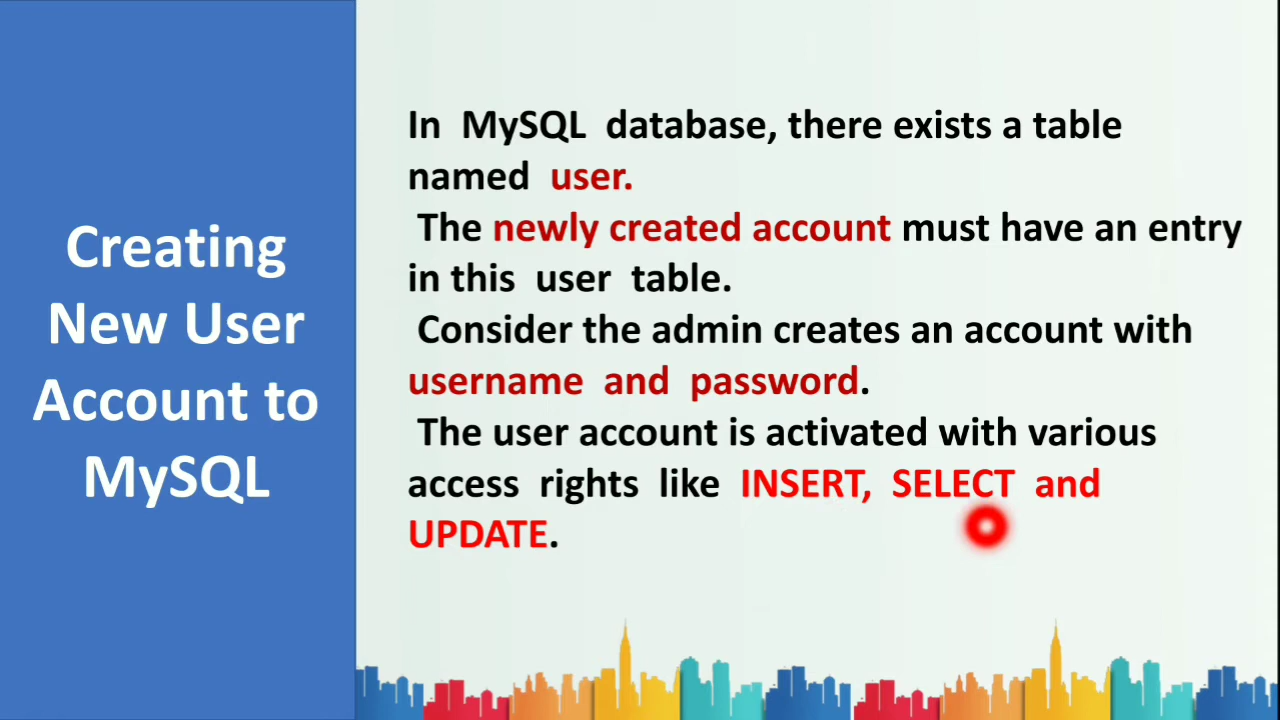 Creating
New User
Account to
MySQL
In MySQL database, there exists a table
named user.
The newly created account must have an entry
in this user table.
Consider the admin creates an account with
username and password.
The user account is activated with various
access rights like INSERT, SELECT and
UPDATE.